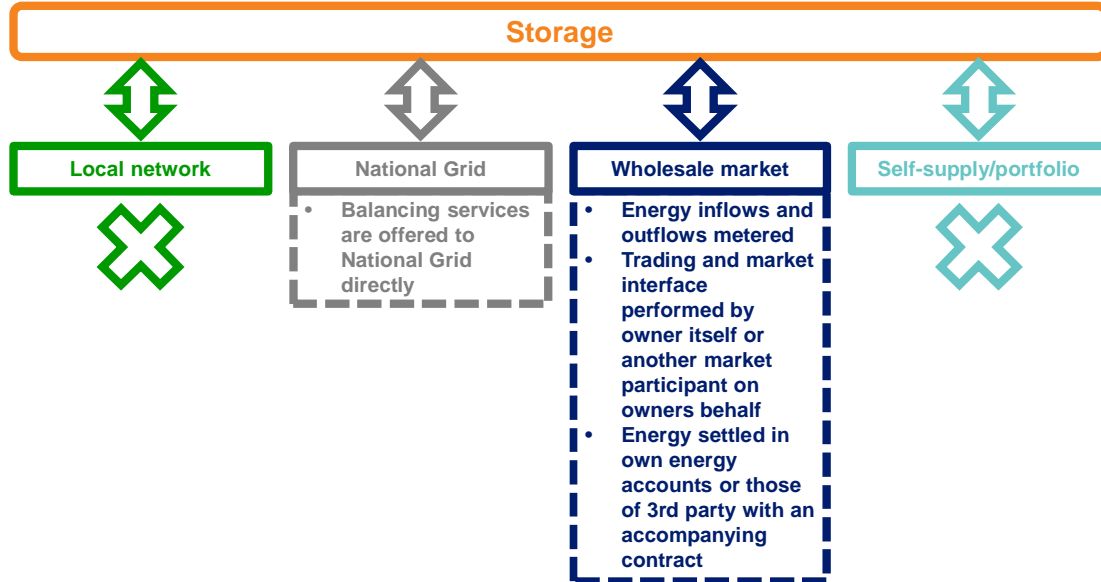 Storage
Local network
National Grid
Wholesale market
Self-supply/portfolio
• Balancing services
are offered to
National Grid
directly
• Energy inflows and
outflows metered
• Trading and market
interface
performed by
owner itself or
another market
participant on
owners behalf
• Energy settled in
own energy
accounts or those
of 3rd party with an
accompanying
contract